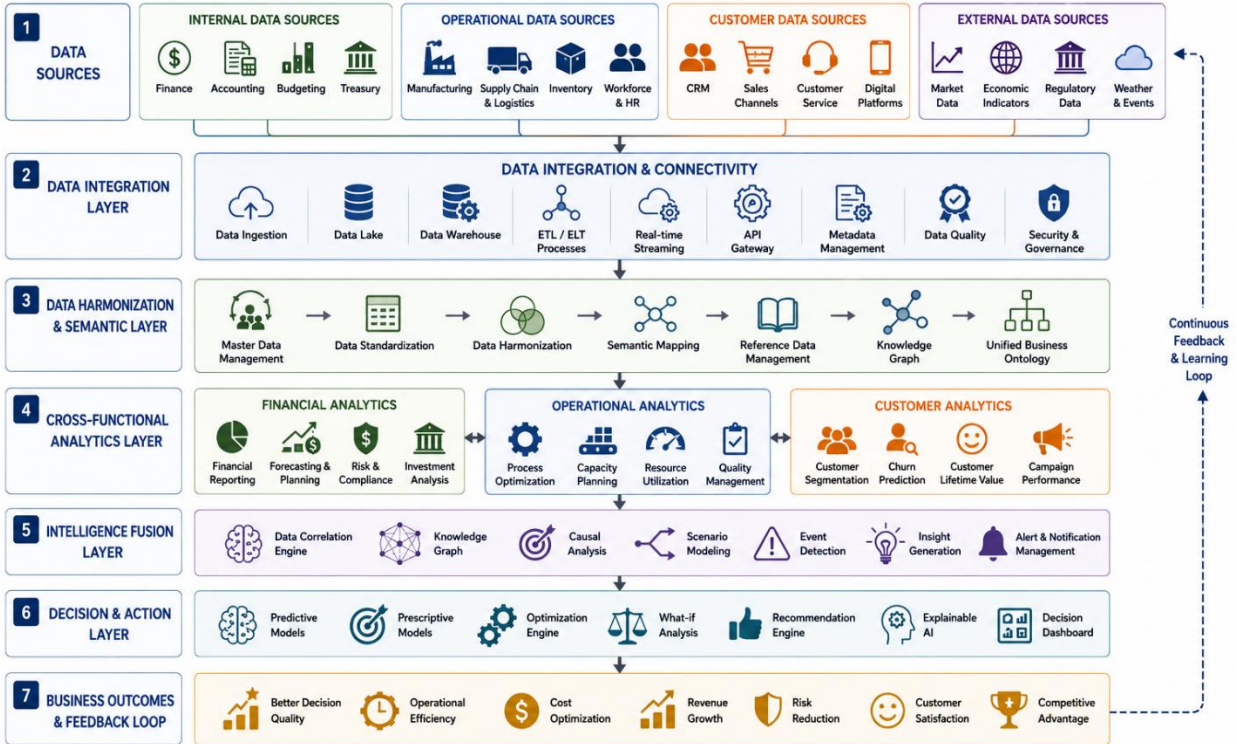 1
DATA
SOURCES
INTERNAL DATA SOURCES
Finance
Accounting
Budgeting
Treasury
OPERATIONAL DATA SOURCES
Manufacturing
Supply Chain
& Logistics
Inventory
Workforce
& HR
CUSTOMER DATA SOURCES
CRM
Sales
Channels
Customer
Service
Digital
Platforms
EXTERNAL DATA SOURCES
Market
Data
Economic
Indicators
Regulatory
Data
Weather
& Events
2
DATA INTEGRATION
LAYER
DATA INTEGRATION & CONNECTIVITY
Data Ingestion
Data Lake
Data Warehouse
ETL / ELT
Processes
Real-time
Streaming
API
Gateway
Metadata
Management
Data Quality
Security &
Governance
3
DATA HARMONIZATION
& SEMANTIC LAYER
Master Data
Management
Data Standardization
Data Harmonization
Semantic Mapping
Reference Data
Management
Knowledge
Graph
Unified Business
Ontology
4
CROSS-FUNCTIONAL
ANALYTICS LAYER
FINANCIAL ANALYTICS
Financial
Reporting
Forecasting &
Planning
Risk &
Compliance
Investment
Analysis
OPERATIONAL ANALYTICS
Process
Optimization
Capacity
Planning
Resource
Utilization
Quality
Management
CUSTOMER ANALYTICS
Customer
Segmentation
Churn
Prediction
Customer
Lifetime Value
Campaign
Performance
5
INTELLIGENCE FUSION
LAYER
Data Correlation
Engine
Knowledge
Graph
Causal
Analysis
Scenario
Modeling
Event
Detection
Insight
Generation
Alert & Notification
Management
6
DECISION & ACTION
LAYER
Predictive
Models
Prescriptive
Models
Optimization
Engine
What-if
Analysis
Recommendation
Engine
Explainable
AI
Decision
Dashboard
7
BUSINESS OUTCOMES
& FEEDBACK LOOP
Better Decision
Quality
Operational
Efficiency
Cost
Optimization
Revenue
Growth
Risk
Reduction
Customer
Satisfaction
Competitive
Advantage
Continuous
Feedback
& Learning
Loop